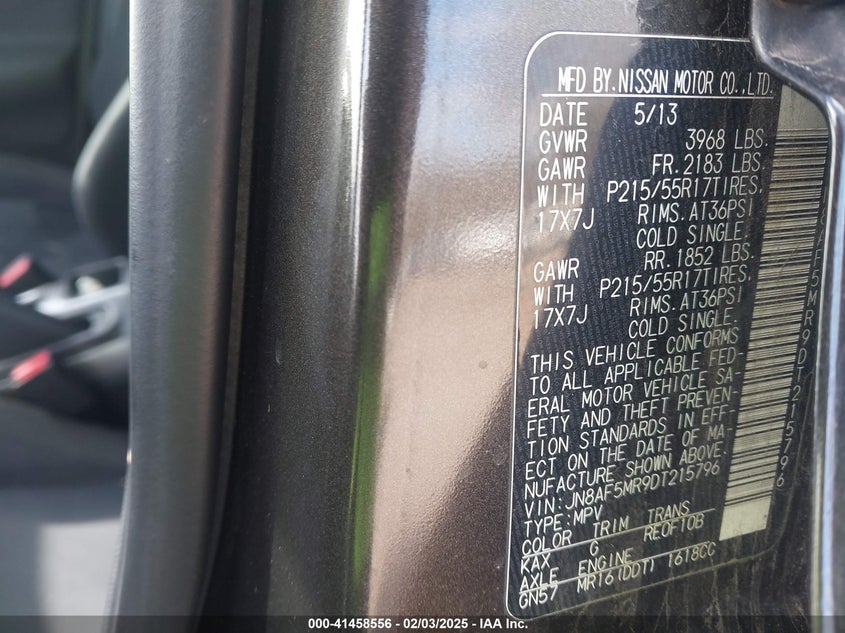 MFD BY. NISSAN MOTOR CO., LTD.
DATE 5/13
GVWR 3968 LBS.
GAWR FR. 2183 LBS.
WITH P215/55R17TIRES.
17X7J RIMS. AT36PSI
COLD SINGLE.
GAWR RR. 1852 LBS.
WITH P215/55R17TIRES.
17X7J RIMS. AT36PSI
COLD SINGLE.
THIS VEHICLE CONFORMS
TO ALL APPLICABLE FED-
ERAL MOTOR VEHICLE SA-
FETY AND THEFT PREVEN-
TION STANDARDS IN EFF-
ECT ON THE DATE OF MA-
NUFACTURE SHOWN ABOVE.
VIN: JN8AF5MR9DT215796
TYPE: MPV
COLOR TRIM TRANS
KAX G RE0F10B
AXLE ENGINE
GN57 MR16(DDT) 1618CC
AF5MR9DT215796
000-41458556 - 02/03/2025 - IAA Inc.